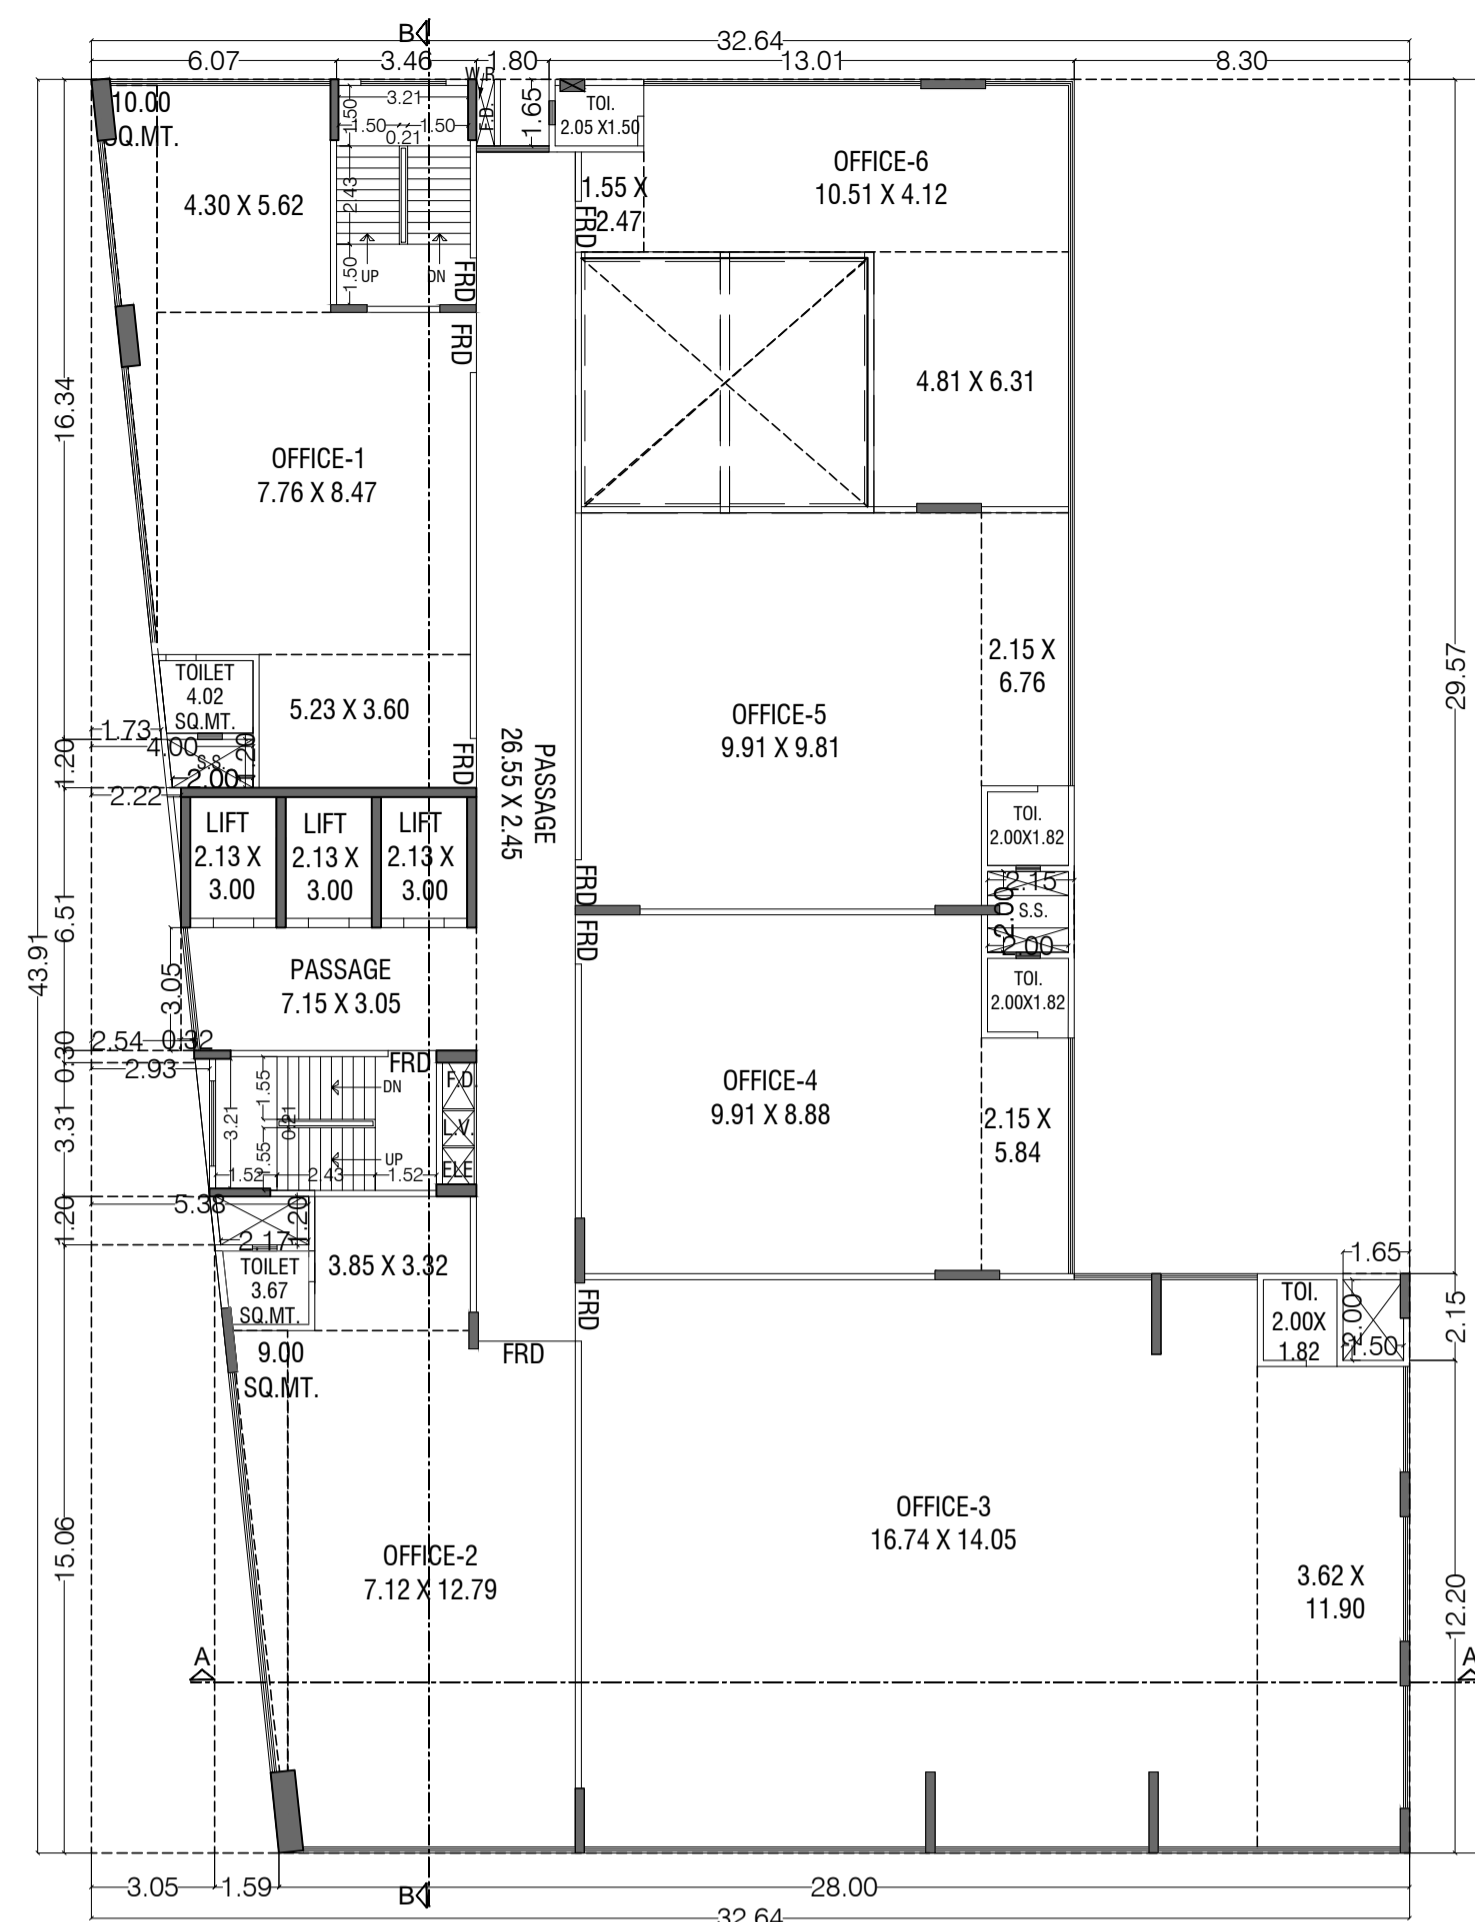 B
32.64
6.07
3.46
1.80
13.01
8.30
10.00
SQ.MT.
4.30 X 5.62
3.21
1.50
1.50
1.50
0.21
2.43
1.50
UP
DN
FRD
FRD
F.D.
1.65
TOI.
2.05 X1.50
1.55 X
2.47
FRD
OFFICE-6
10.51 X 4.12
4.81 X 6.31
16.34
OFFICE-1
7.76 X 8.47
29.57
TOILET
4.02
SQ.MT.
5.23 X 3.60
1.73
4.00
S.S.
2.00
1.20
1.20
2.22
FRD
PASSAGE
26.55 X 2.45
OFFICE-5
9.91 X 9.81
2.15 X
6.76
LIFT
2.13 X
3.00
LIFT
2.13 X
3.00
LIFT
2.13 X
3.00
TOI.
2.00X1.82
FRD
2.15
2.00
S.S.
2.00
FRD
TOI.
2.00X1.82
6.51
43.91
PASSAGE
7.15 X 3.05
3.05
2.54
0.32
0.30
2.93
FRD
F.D
L.V.
ELE
DN
UP
1.55
0.21
3.21
1.55
1.52
2.43
1.52
3.31
OFFICE-4
9.91 X 8.88
2.15 X
5.84
5.38
1.20
1.20
2.17
TOILET
3.67
SQ.MT.
3.85 X 3.32
9.00
SQ.MT.
FRD
FRD
1.65
TOI.
2.00X
1.82
2.00
1.50
2.15
OFFICE-3
16.74 X 14.05
OFFICE-2
7.12 X 12.79
3.62 X
11.90
15.06
12.20
A
A
3.05
1.59
B
28.00
32.64